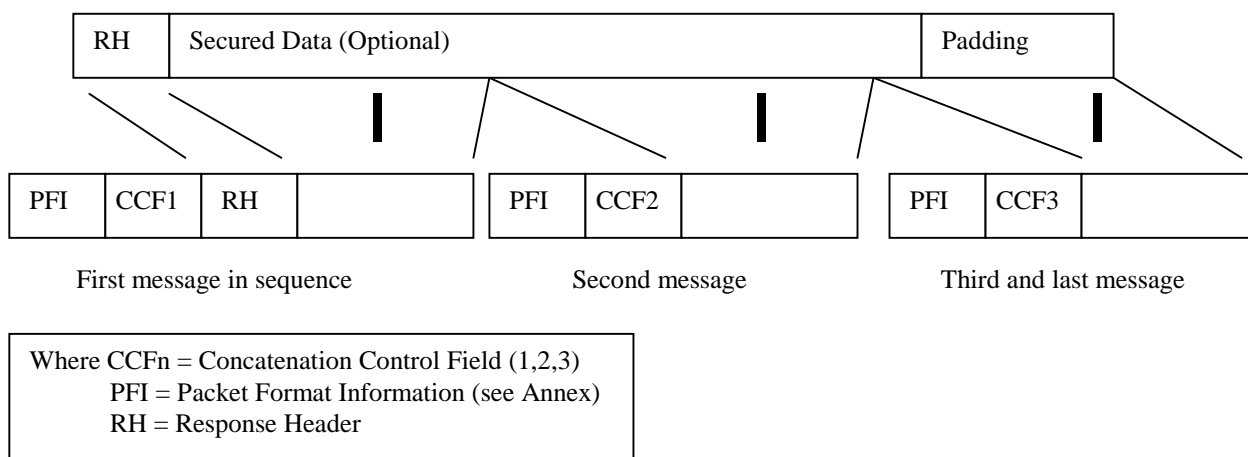 RH Secured Data (Optional) Padding
PFI CCF1 RH PFI CCF2 PFI CCF3
First message in sequence Second message Third and last message
Where CCFn = Concatenation Control Field (1,2,3)
PFI = Packet Format Information (see Annex)
RH = Response Header